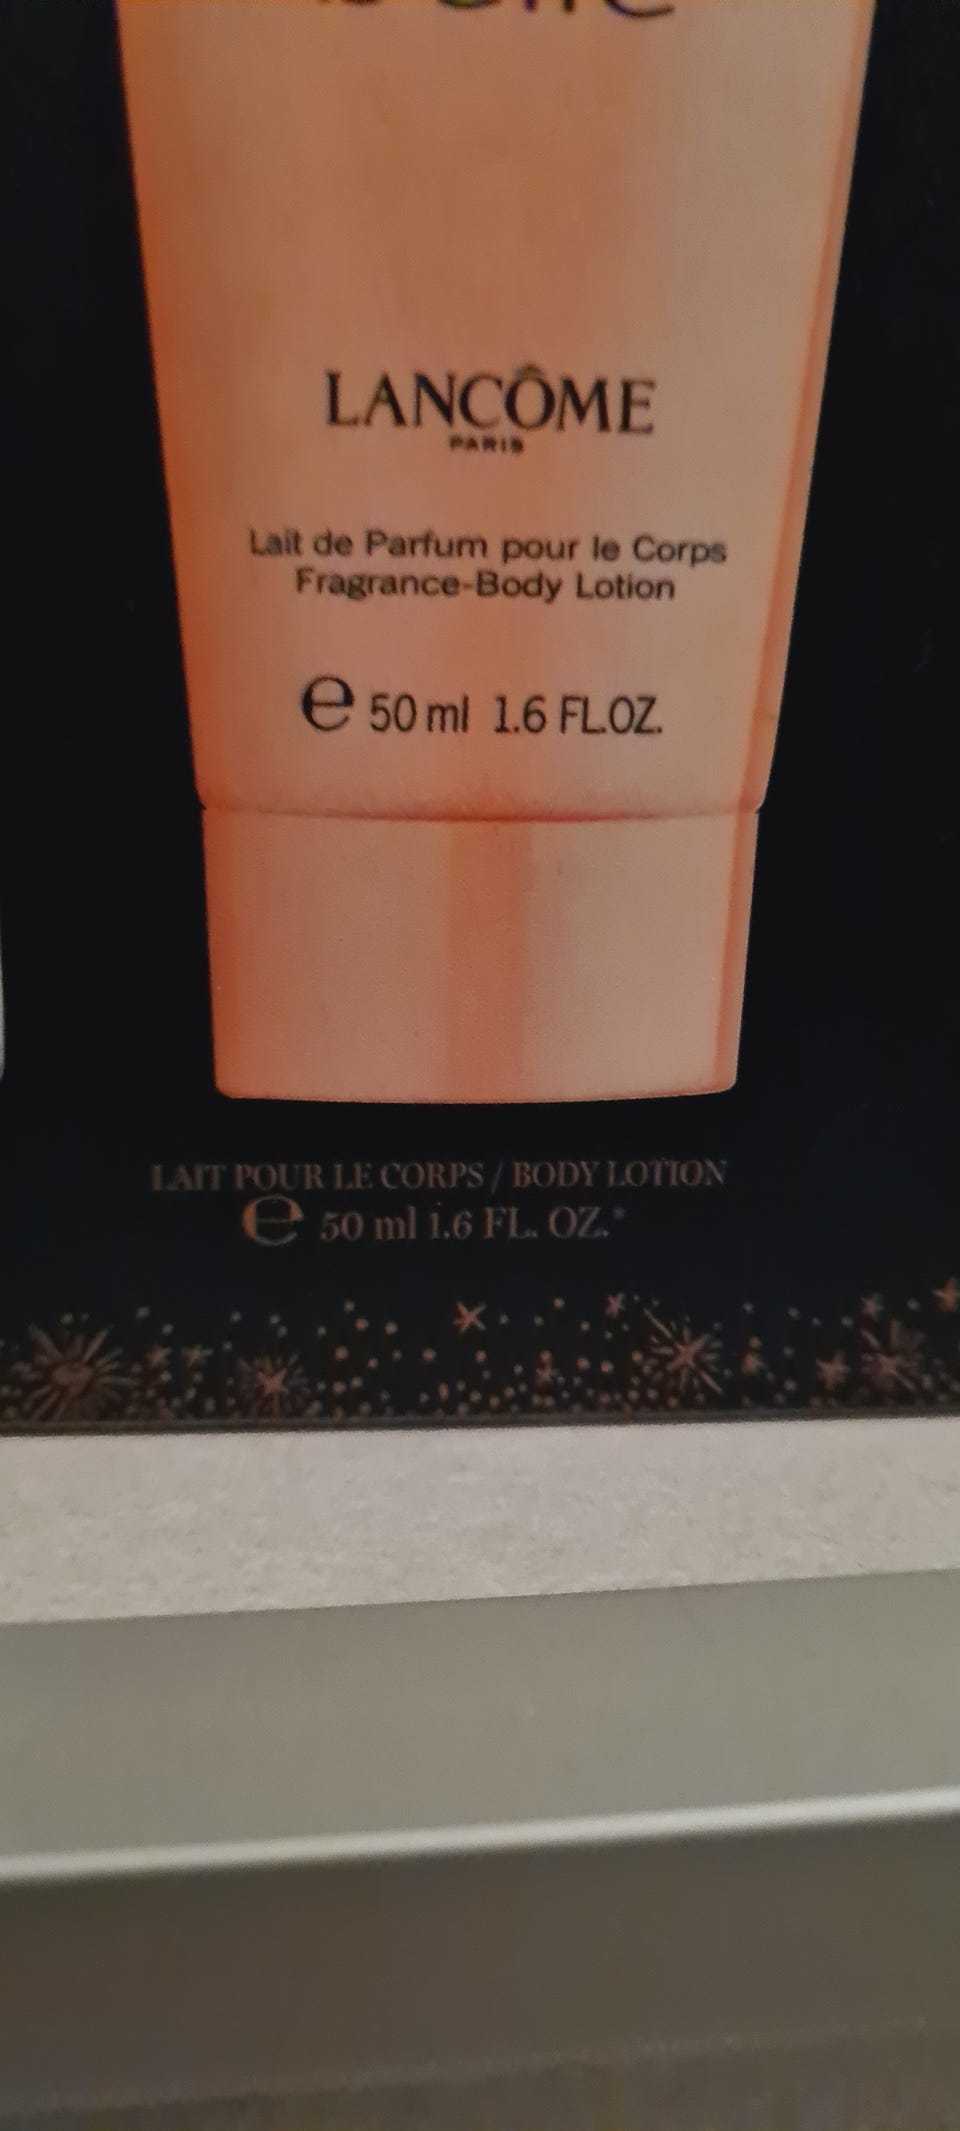 LANCÔME
PARIS
Lait de Parfum pour le Corps
Fragrance-Body Lotion
℮ 50 ml 1.6 FL.OZ.
LAIT POUR LE CORPS / BODY LOTION
℮ 50 ml 1.6 FL. OZ.*